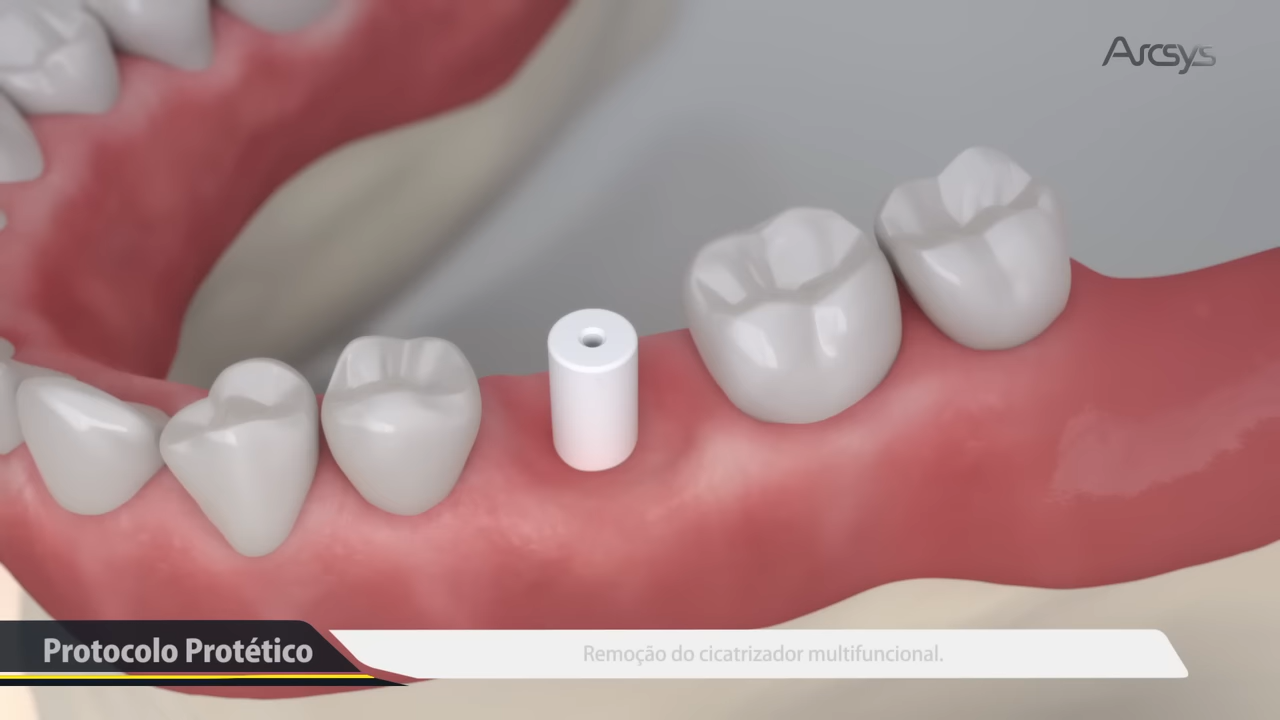 Arcsys
Protocolo Protético
Remoção do cicatrizador multifuncional.